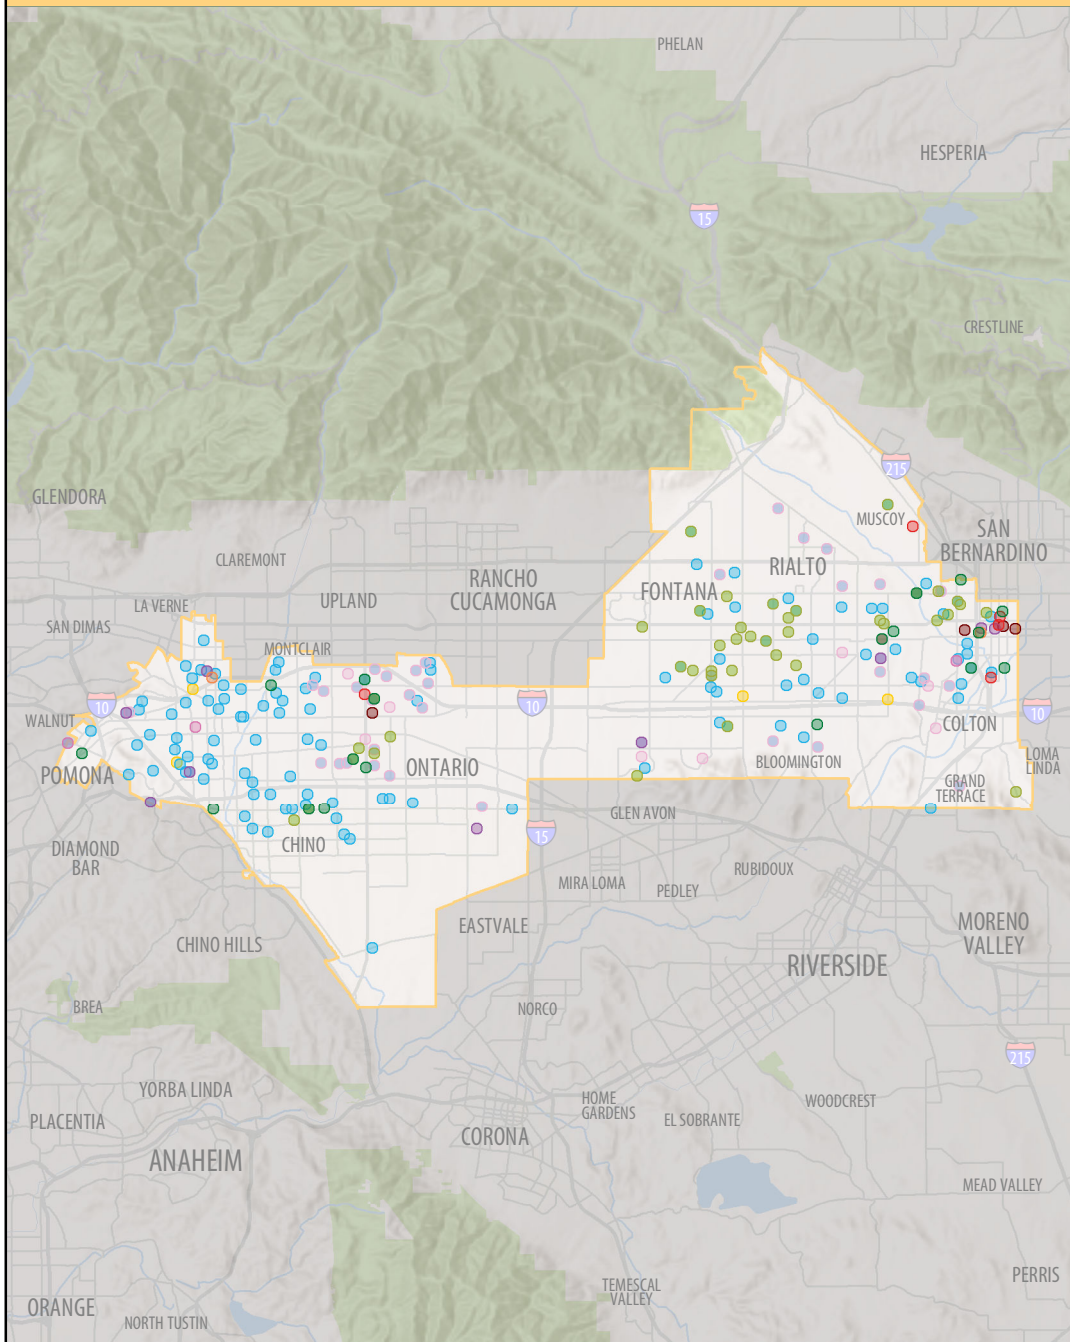 PHELAN
HESPERIA
15
CRESTLINE
215
GLENDORA
MUSCOY
SAN
BERNARDINO
CLAREMONT
RANCHO
CUCAMONGA
RIALTO
FONTANA
LA VERNE
UPLAND
SAN DIMAS
MONTCLAIR
10
10
10
WALNUT
COLTON
POMONA
ONTARIO
BLOOMINGTON
LOMA
LINDA
GRAND
TERRACE
GLEN AVON
15
CHINO
DIAMOND
BAR
MIRA LOMA
PEDLEY
RUBIDOUX
EASTVALE
MORENO
VALLEY
CHINO HILLS
RIVERSIDE
BREA
NORCO
215
YORBA LINDA
HOME
GARDENS
EL SOBRANTE
WOODCREST
PLACENTIA
CORONA
ANAHEIM
MEAD VALLEY
PERRIS
TEMESCAL
VALLEY
ORANGE
NORTH TUSTIN